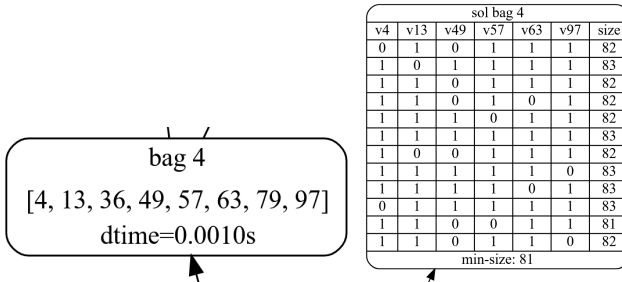 bag 4
[4, 13, 36, 49, 57, 63, 79, 97]
dtime=0.0010s
sol bag 4
v4 v13 v49 v57 v63 v97 size
0 1 0 1 1 1 82
1 0 1 1 1 1 83
1 1 0 1 1 1 82
1 1 0 1 0 1 82
1 1 1 0 1 1 82
1 1 1 1 1 1 83
1 0 0 1 1 1 82
1 1 1 1 1 0 83
1 1 1 1 0 1 83
0 1 1 1 1 1 83
1 1 0 0 1 1 81
1 1 0 1 1 0 82
min-size: 81